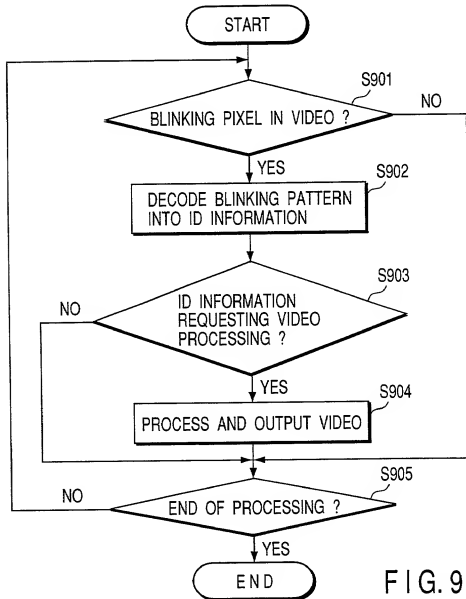 START
S901
BLINKING PIXEL IN VIDEO ?
NO
YES
S902
DECODE BLINKING PATTERN
INTO ID INFORMATION
S903
NO
ID INFORMATION
REQUESTING VIDEO
PROCESSING ?
YES
S904
PROCESS AND OUTPUT VIDEO
S905
NO
END OF PROCESSING ?
YES
END
FIG. 9